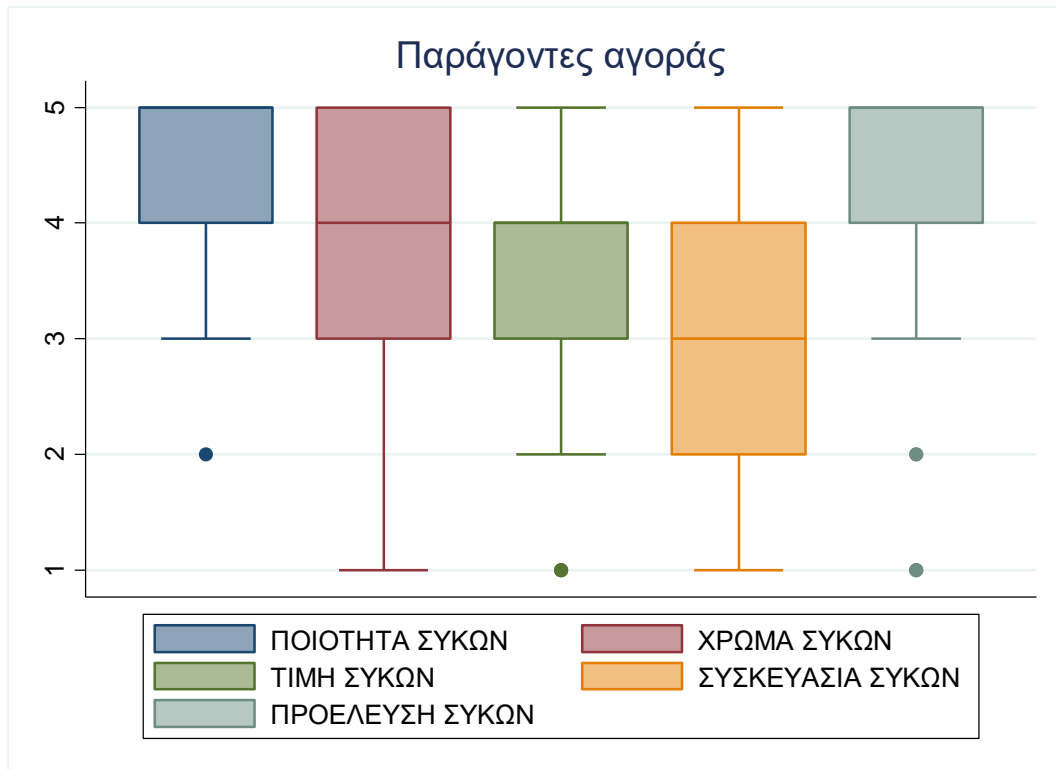 Παράγοντες αγοράς
5
4
3
2
1
ΠΟΙΟΤΗΤΑ ΣΥΚΩΝ
ΧΡΩΜΑ ΣΥΚΩΝ
ΤΙΜΗ ΣΥΚΩΝ
ΣΥΣΚΕΥΑΣΙΑ ΣΥΚΩΝ
ΠΡΟΕΛΕΥΣΗ ΣΥΚΩΝ